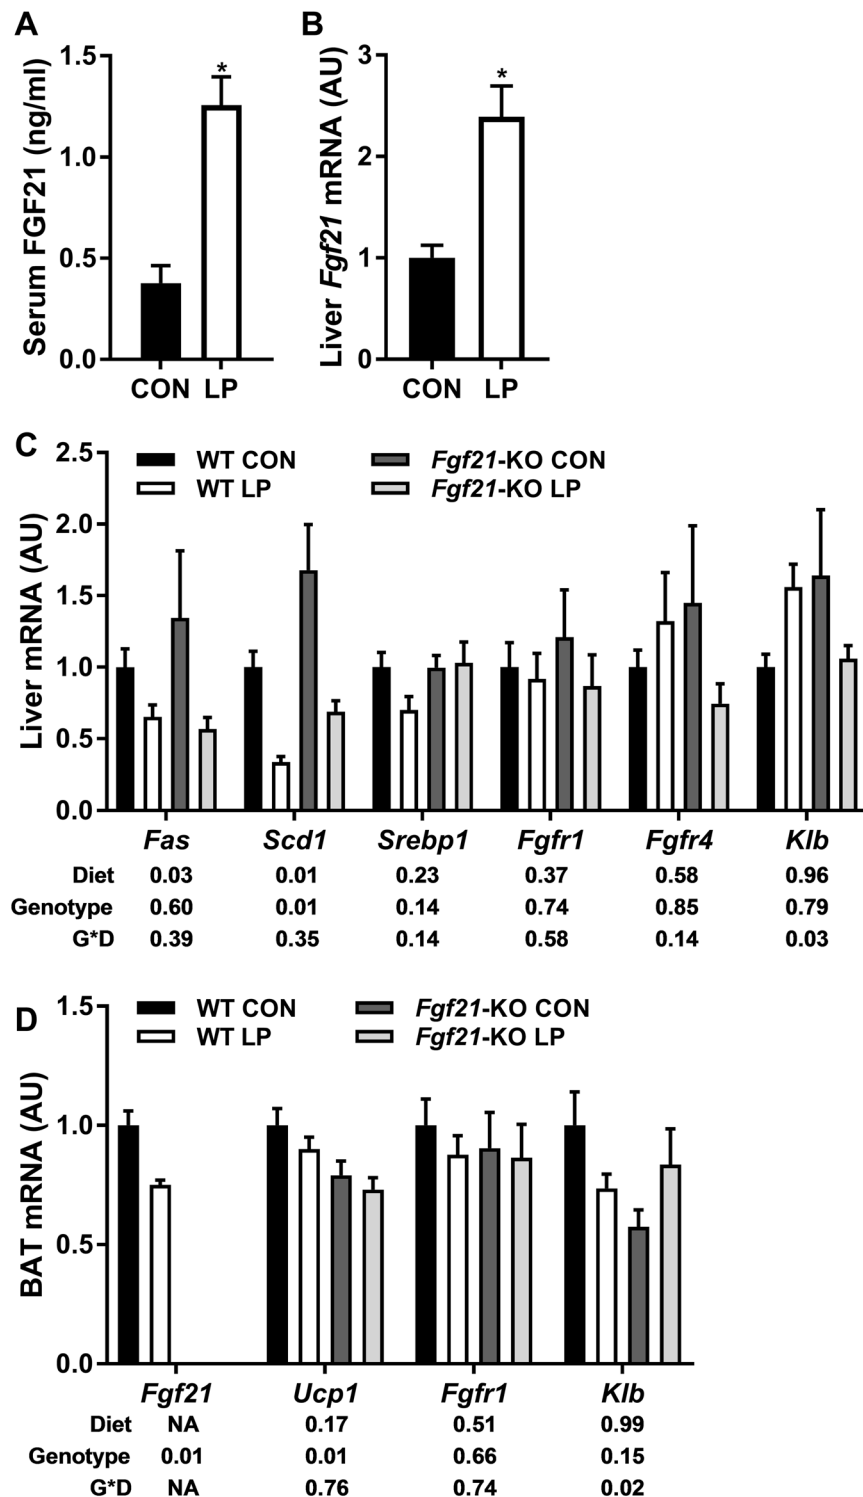 A
B
Serum FGF21 (ng/ml)
1.5
1.0
0.5
0.0
*
CON LP
Liver Fgf21 mRNA (AU)
3
2
1
0
*
CON LP
C
Liver mRNA (AU)
2.5
2.0
1.5
1.0
0.5
0.0
WT CON
WT LP
Fgf21-KO CON
Fgf21-KO LP
Fas Scd1 Srebp1 Fgfr1 Fgfr4 Klb
Diet 0.03 0.01 0.23 0.37 0.58 0.96
Genotype 0.60 0.01 0.14 0.74 0.85 0.79
G*D 0.39 0.35 0.14 0.58 0.14 0.03
D
BAT mRNA (AU)
1.5
1.0
0.5
0.0
WT CON
WT LP
Fgf21-KO CON
Fgf21-KO LP
Fgf21 Ucp1 Fgfr1 Klb
Diet NA 0.17 0.51 0.99
Genotype 0.01 0.01 0.66 0.15
G*D NA 0.76 0.74 0.02